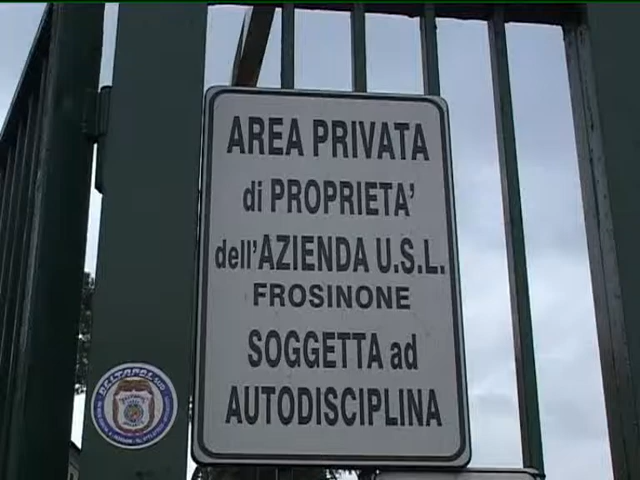 AREA PRIVATA
di PROPRIETA'
dell'AZIENDA U.S.L.
FROSINONE
SOGGETTA ad
AUTODISCIPLINA